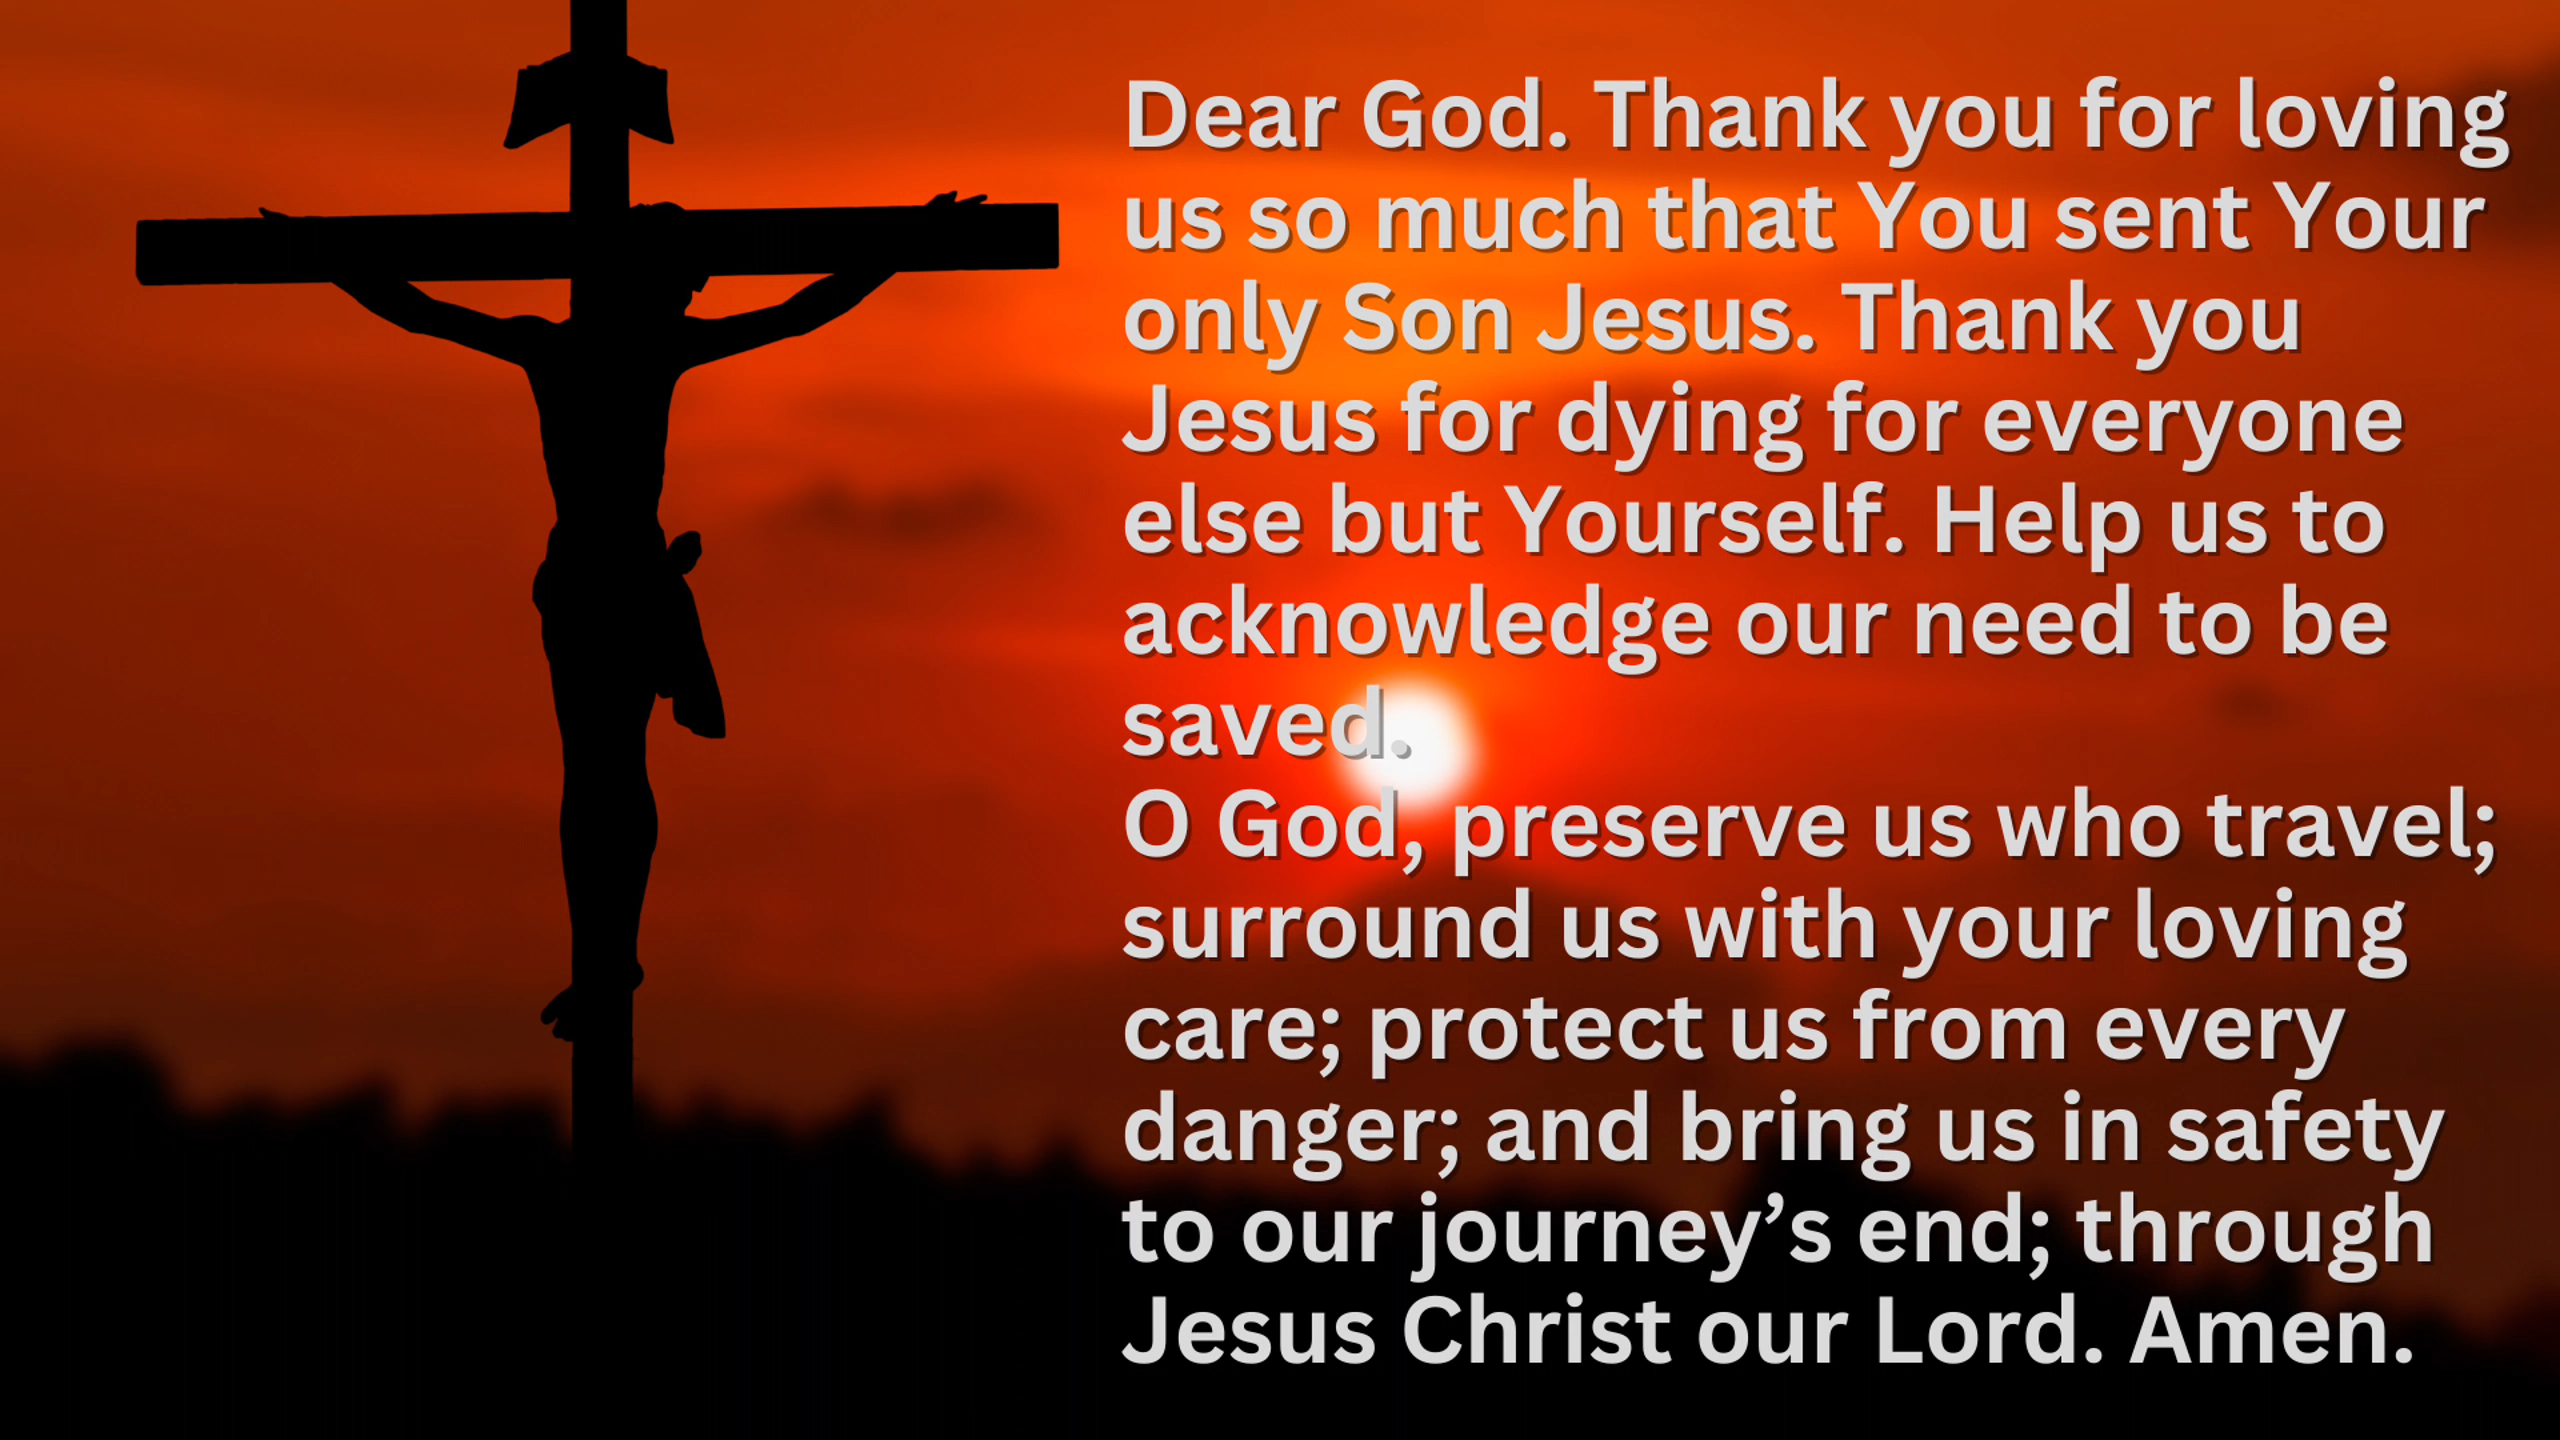 Dear God. Thank you for loving
us so much that You sent Your
only Son Jesus. Thank you
Jesus for dying for everyone
else but Yourself. Help us to
acknowledge our need to be
saved.
O God, preserve us who travel;
surround us with your loving
care; protect us from every
danger; and bring us in safety
to our journey’s end; through
Jesus Christ our Lord. Amen.